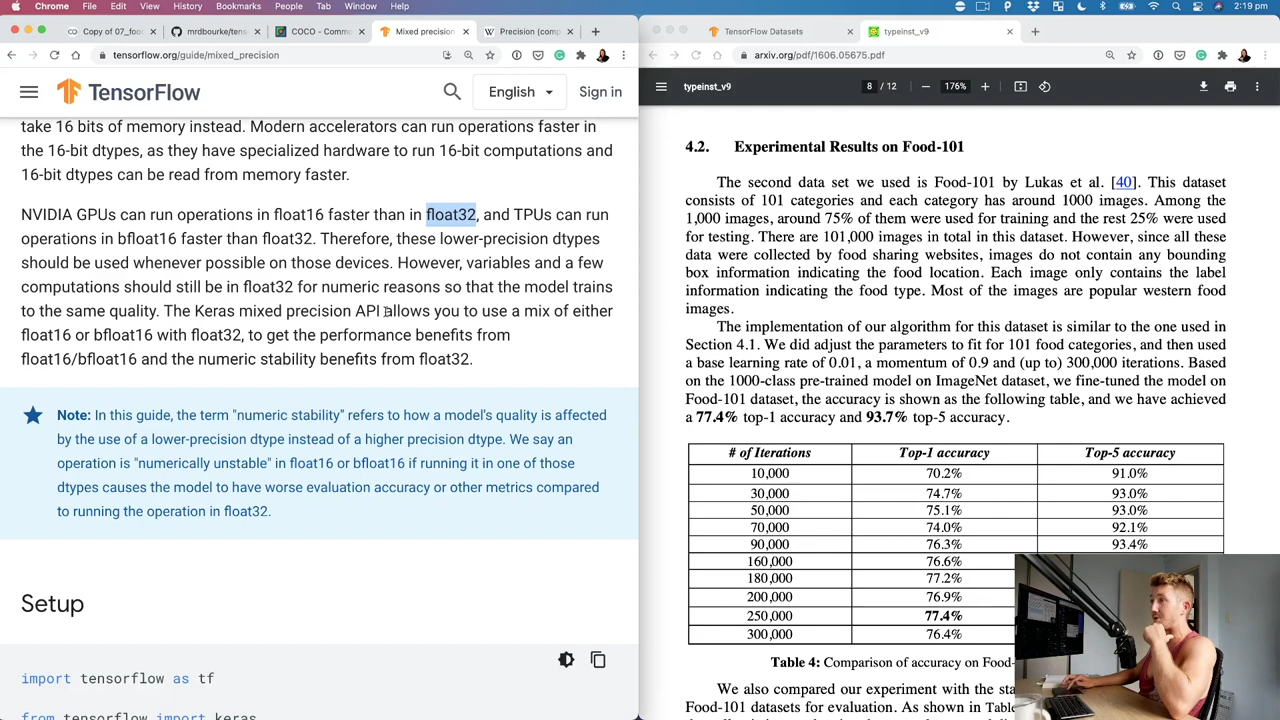 Chrome File Edit View History Bookmarks People Tab Window Help 2:19 pm
Copy of 07_foo
mrdbourke/tens
COCO - Commo
Mixed precision
Precision (comp
TensorFlow Datasets
typeinst_v9
tensorflow.org/guide/mixed_precision
arxiv.org/pdf/1606.05675.pdf
TensorFlow
English
Sign in
take 16 bits of memory instead. Modern accelerators can run operations faster in
the 16-bit dtypes, as they have specialized hardware to run 16-bit computations and
16-bit dtypes can be read from memory faster.
NVIDIA GPUs can run operations in float16 faster than in float32, and TPUs can run
operations in bfloat16 faster than float32. Therefore, these lower-precision dtypes
should be used whenever possible on those devices. However, variables and a few
computations should still be in float32 for numeric reasons so that the model trains
to the same quality. The Keras mixed precision API allows you to use a mix of either
float16 or bfloat16 with float32, to get the performance benefits from
float16/bfloat16 and the numeric stability benefits from float32.
Note: In this guide, the term "numeric stability" refers to how a model's quality is affected
by the use of a lower-precision dtype instead of a higher precision dtype. We say an
operation is "numerically unstable" in float16 or bfloat16 if running it in one of those
dtypes causes the model to have worse evaluation accuracy or other metrics compared
to running the operation in float32.
Setup
import tensorflow as tf
from tensorflow import keras
typeinst_v9
8 / 12
176%
4.2. Experimental Results on Food-101
The second data set we used is Food-101 by Lukas et al. [40]. This dataset
consists of 101 categories and each category has around 1000 images. Among the
1,000 images, around 75% of them were used for training and the rest 25% were used
for testing. There are 101,000 images in total in this dataset. However, since all these
data were collected by food sharing websites, images do not contain any bounding
box information indicating the food location. Each image only contains the label
information indicating the food type. Most of the images are popular western food
images.
The implementation of our algorithm for this dataset is similar to the one used in
Section 4.1. We did adjust the parameters to fit for 101 food categories, and then used
a base learning rate of 0.01, a momentum of 0.9 and (up to) 300,000 iterations. Based
on the 1000-class pre-trained model on ImageNet dataset, we fine-tuned the model on
Food-101 dataset, the accuracy is shown as the following table, and we have achieved
a 77.4% top-1 accuracy and 93.7% top-5 accuracy.
# of Iterations Top-1 accuracy Top-5 accuracy
10,000 70.2% 91.0%
30,000 74.7% 93.0%
50,000 75.1% 93.0%
70,000 74.0% 92.1%
90,000 76.3% 93.4%
160,000 76.6%
180,000 77.2%
200,000 76.9%
250,000 77.4%
300,000 76.4%
Table 4: Comparison of accuracy on Food-
We also compared our experiment with the sta
Food-101 datasets for evaluation. As shown in Table